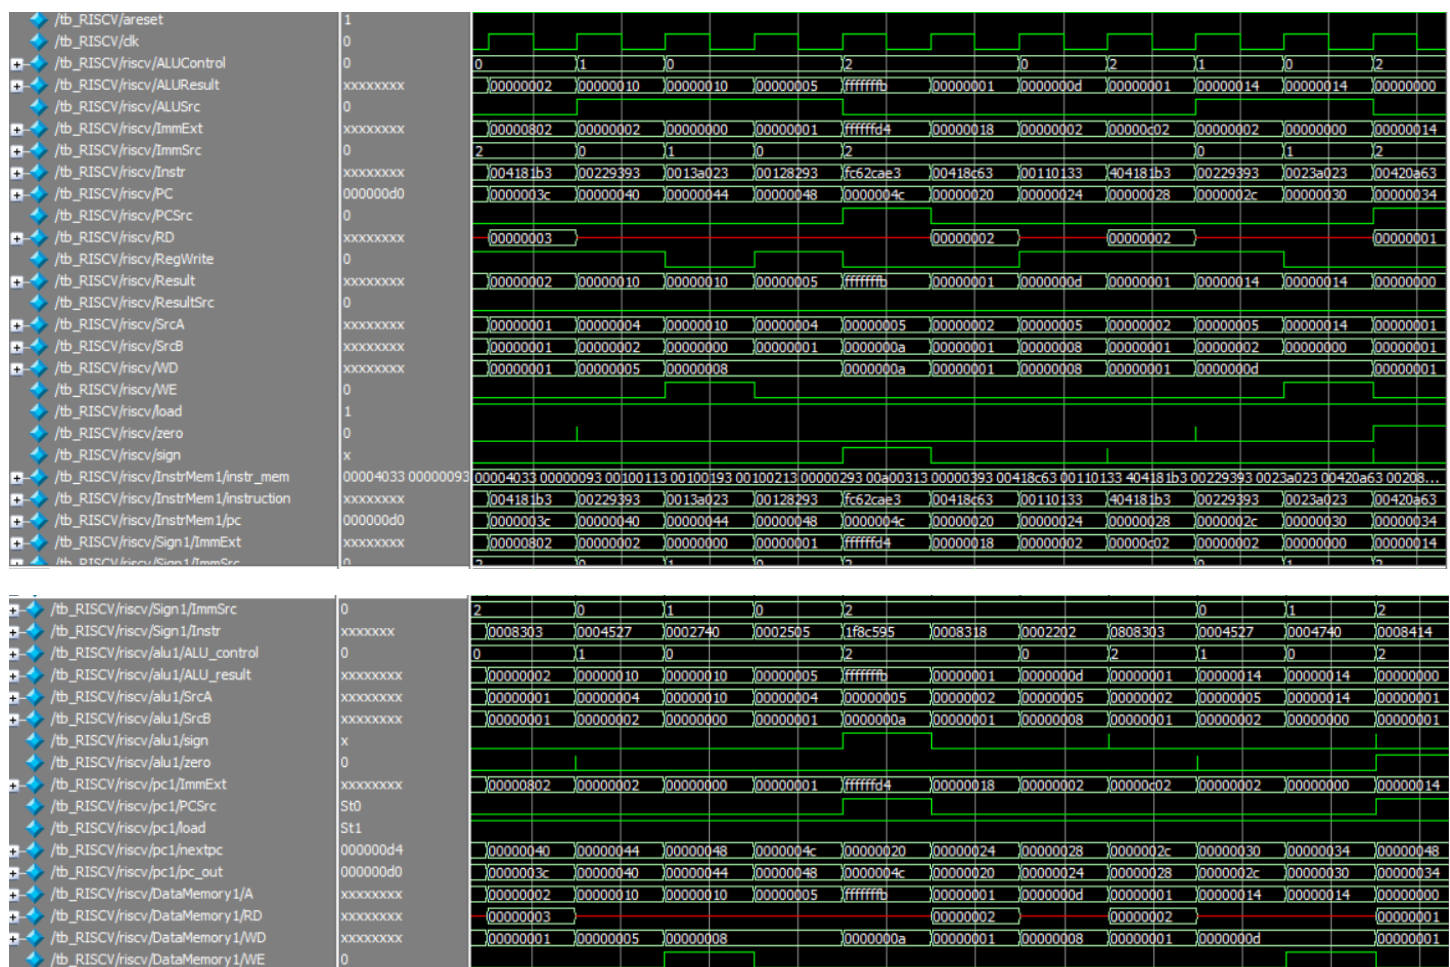 /tb_RISCV/areset 1
/tb_RISCV/clk 0
/tb_RISCV/riscv/ALUControl 0 0 1 0 2 0 2 1 0 2
/tb_RISCV/riscv/ALUResult xxxxxxxx 00000002 00000010 00000010 00000005 fffffffb 00000001 0000000d 00000001 00000014 00000014 00000000
/tb_RISCV/riscv/ALUSrc 0
/tb_RISCV/riscv/ImmExt xxxxxxxx 00000802 00000002 00000000 00000001 ffffffd4 00000018 00000002 00000c02 00000002 00000000 00000014
/tb_RISCV/riscv/ImmSrc 0 2 0 1 0 2 0 1 2
/tb_RISCV/riscv/Instr xxxxxxxx 004181b3 00229393 0013a023 00128293 fc62cae3 00418c63 00110133 404181b3 00229393 0023a023 00420a63
/tb_RISCV/riscv/PC 000000d0 0000003c 00000040 00000044 00000048 0000004c 00000020 00000024 00000028 0000002c 00000030 00000034
/tb_RISCV/riscv/PCSrc 0
/tb_RISCV/riscv/RD xxxxxxxx 00000003 00000002 00000002 00000001
/tb_RISCV/riscv/RegWrite 0
/tb_RISCV/riscv/Result xxxxxxxx 00000002 00000010 00000010 00000005 fffffffb 00000001 0000000d 00000001 00000014 00000014 00000000
/tb_RISCV/riscv/ResultSrc 0
/tb_RISCV/riscv/SrcA xxxxxxxx 00000001 00000004 00000010 00000004 00000005 00000002 00000005 00000002 00000005 00000014 00000001
/tb_RISCV/riscv/SrcB xxxxxxxx 00000001 00000002 00000000 00000001 0000000a 00000001 00000008 00000001 00000002 00000000 00000001
/tb_RISCV/riscv/WD xxxxxxxx 00000001 00000005 00000008 0000000a 00000001 00000008 00000001 0000000d 00000001
/tb_RISCV/riscv/WE 0
/tb_RISCV/riscv/load 1
/tb_RISCV/riscv/zero 0
/tb_RISCV/riscv/sign x
/tb_RISCV/riscv/InstrMem1/instr_mem 00004033 00000093 00004033 00000093 00100113 00100193 00100213 00000293 00a00313 00000393 00418c63 00110133 404181b3 00229393 0023a023 00420a63 00208...
/tb_RISCV/riscv/InstrMem1/instruction xxxxxxxx 004181b3 00229393 0013a023 00128293 fc62cae3 00418c63 00110133 404181b3 00229393 0023a023 00420a63
/tb_RISCV/riscv/InstrMem1/pc 000000d0 0000003c 00000040 00000044 00000048 0000004c 00000020 00000024 00000028 0000002c 00000030 00000034
/tb_RISCV/riscv/Sign1/ImmExt xxxxxxxx 00000802 00000002 00000000 00000001 ffffffd4 00000018 00000002 00000c02 00000002 00000000 00000014
/tb_RISCV/riscv/Sign1/ImmSrc 0 2 0 1 0 2 0 1 2
/tb_RISCV/riscv/Sign1/ImmSrc 0 2 0 1 0 2 0 1 2
/tb_RISCV/riscv/Sign1/Instr xxxxxxx 0008303 0004527 0002740 0002505 1f8c595 0008318 0002202 0808303 0004527 0004740 0008414
/tb_RISCV/riscv/alu1/ALU_control 0 0 1 0 2 0 2 1 0 2
/tb_RISCV/riscv/alu1/ALU_result xxxxxxxx 00000002 00000010 00000010 00000005 fffffffb 00000001 0000000d 00000001 00000014 00000014 00000000
/tb_RISCV/riscv/alu1/SrcA xxxxxxxx 00000001 00000004 00000010 00000004 00000005 00000002 00000005 00000002 00000005 00000014 00000001
/tb_RISCV/riscv/alu1/SrcB xxxxxxxx 00000001 00000002 00000000 00000001 0000000a 00000001 00000008 00000001 00000002 00000000 00000001
/tb_RISCV/riscv/alu1/sign x
/tb_RISCV/riscv/alu1/zero 0
/tb_RISCV/riscv/pc1/ImmExt xxxxxxxx 00000802 00000002 00000000 00000001 ffffffd4 00000018 00000002 00000c02 00000002 00000000 00000014
/tb_RISCV/riscv/pc1/PCSrc St0
/tb_RISCV/riscv/pc1/load St1
/tb_RISCV/riscv/pc1/nextpc 000000d4 00000040 00000044 00000048 0000004c 00000020 00000024 00000028 0000002c 00000030 00000034 00000048
/tb_RISCV/riscv/pc1/pc_out 000000d0 0000003c 00000040 00000044 00000048 0000004c 00000020 00000024 00000028 0000002c 00000030 00000034
/tb_RISCV/riscv/DataMemory1/A xxxxxxxx 00000002 00000010 00000010 00000005 fffffffb 00000001 0000000d 00000001 00000014 00000014 00000000
/tb_RISCV/riscv/DataMemory1/RD xxxxxxxx 00000003 00000002 00000002 00000001
/tb_RISCV/riscv/DataMemory1/WD xxxxxxxx 00000001 00000005 00000008 0000000a 00000001 00000008 00000001 0000000d 00000001
/tb_RISCV/riscv/DataMemory1/WE 0